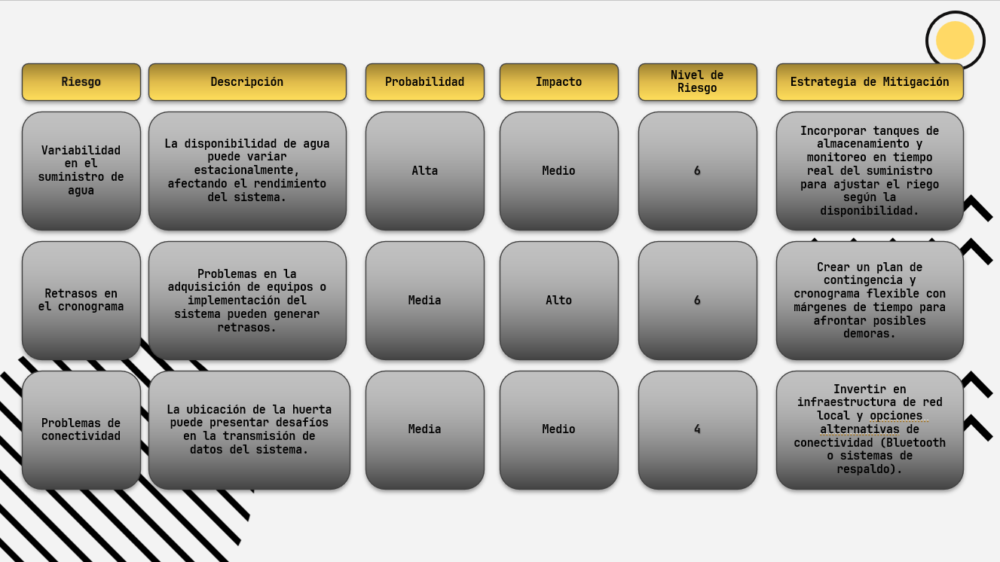 Riesgo
Descripción
Probabilidad
Impacto
Nivel de
Riesgo
Estrategia de Mitigación
Variabilidad
en el
suministro de
agua
La disponibilidad de agua
puede variar
estacionalmente,
afectando el rendimiento
del sistema.
Alta
Medio
6
Incorporar tanques de
almacenamiento y
monitoreo en tiempo
real del suministro
para ajustar el riego
según la
disponibilidad.
Retrasos en
el cronograma
Problemas en la
adquisición de equipos o
implementación del
sistema pueden generar
retrasos.
Media
Alto
6
Crear un plan de
contingencia y
cronograma flexible con
márgenes de tiempo para
afrontar posibles
demoras.
Problemas de
conectividad
La ubicación de la huerta
puede presentar desafíos
en la transmisión de
datos del sistema.
Media
Medio
4
Invertir en
infraestructura de red
local y opciones
alternativas de
conectividad (Bluetooth
o sistemas de
respaldo).